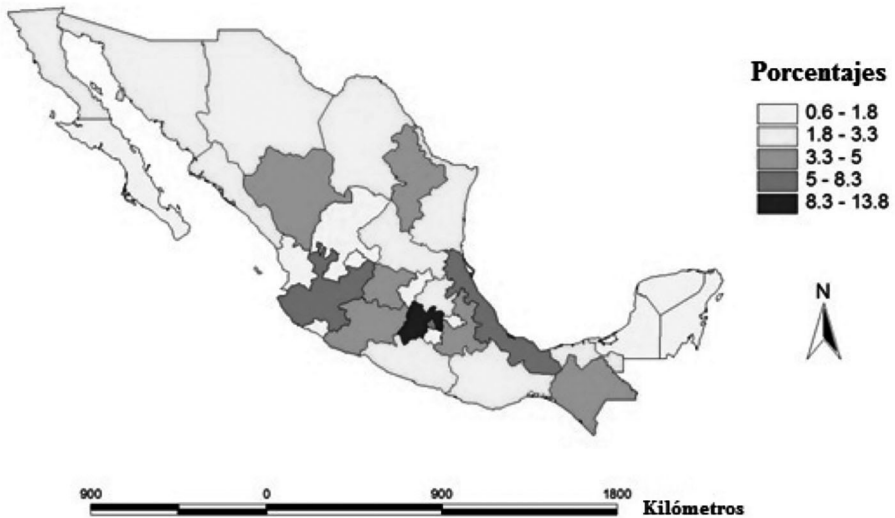 Porcentajes
0.6 - 1.8
1.8 - 3.3
3.3 - 5
5 - 8.3
8.3 - 13.8
N
900 0 900 1800 Kilómetros